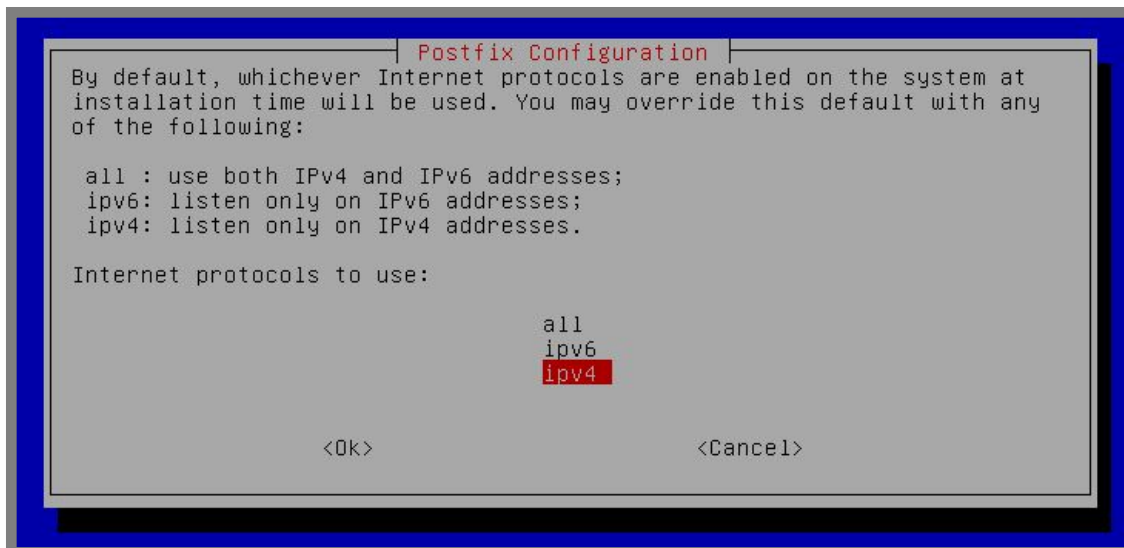 Postfix Configuration
By default, whichever Internet protocols are enabled on the system at
installation time will be used. You may override this default with any
of the following:
all : use both IPv4 and IPv6 addresses;
ipv6: listen only on IPv6 addresses;
ipv4: listen only on IPv4 addresses.
Internet protocols to use:
all
ipv6
ipv4
<Ok> <Cancel>